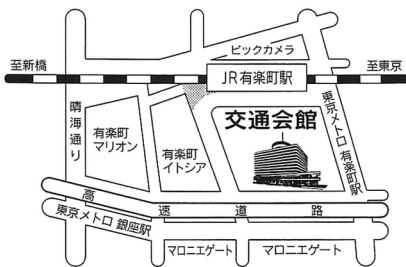 ビックカメラ
至新橋
JR有楽町駅
至東京
晴海通り
有楽町
マリオン
有楽町
イトシア
交通会館
東京メトロ 有楽町駅
高速道路
東京メトロ 銀座駅
マロニエゲート
マロニエゲート